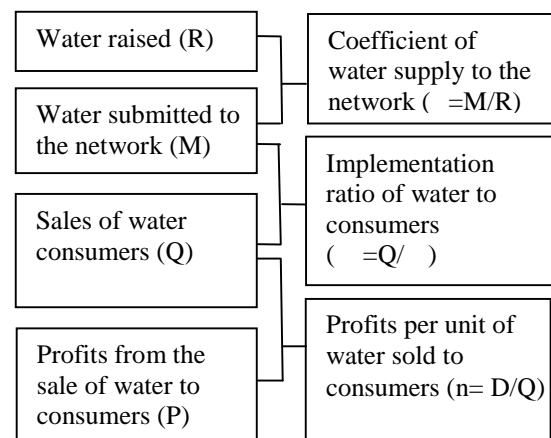 Water raised (R)
Water submitted to
the network (M)
Sales of water
consumers (Q)
Profits from the
sale of water to
consumers (P)
Coefficient of
water supply to the
network ( =M/R)
Implementation
ratio of water to
consumers
( =Q/ )
Profits per unit of
water sold to
consumers (n= D/Q)